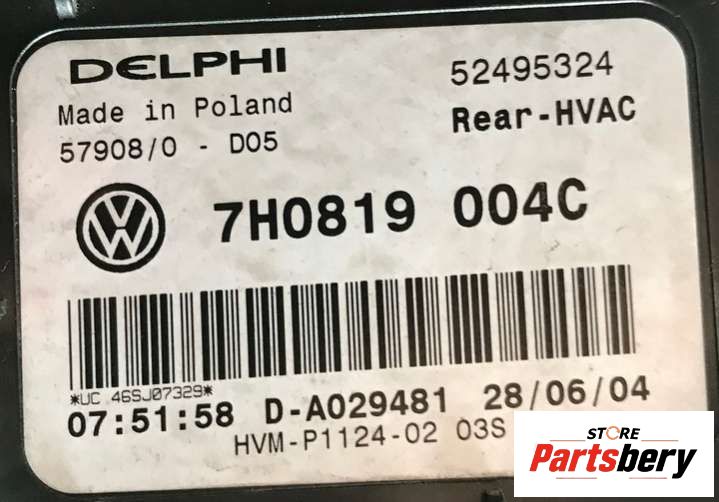 DELPHI
52495324
Made in Poland
Rear-HVAC
57908/0 - D05
VW
7H0819 004C
*UC 46SJ07329*
07:51:58 D-A029481 28/06/04
HVM-P1124-02 03S
STORE
Partsbery